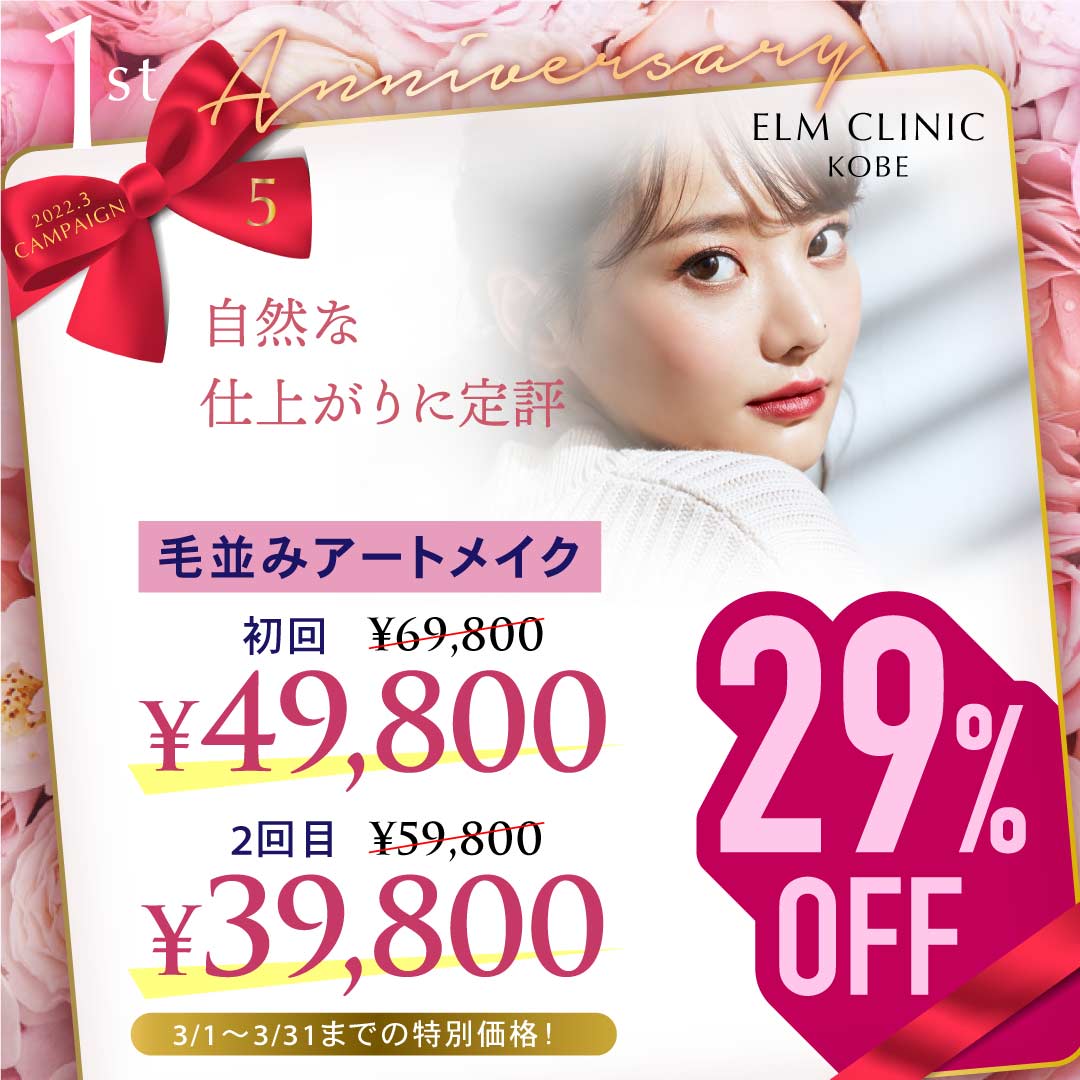 1st Anniversary
ELM CLINIC
KOBE
2022.3
CAMPAIGN
5
自然な
仕上がりに定評
毛並みアートメイク
初回 ¥69,800
¥49,800
2回目 ¥59,800
¥39,800
29%
OFF
3/1～3/31までの特別価格！